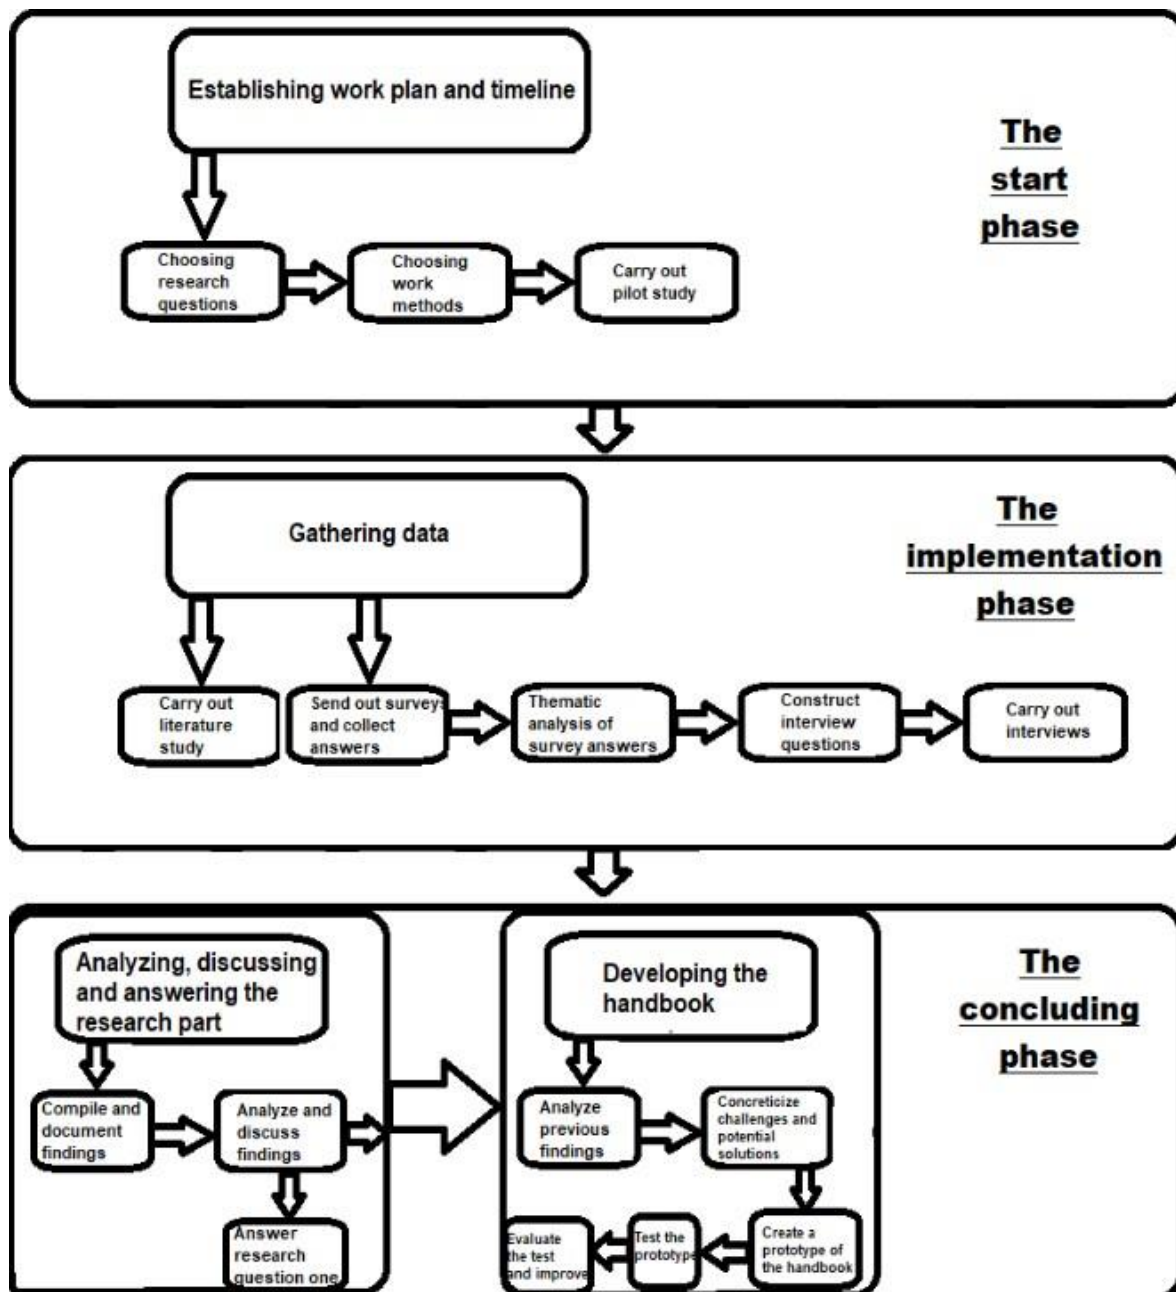 Establishing work plan and timeline
The
start
phase
Choosing
research
questions
Choosing
work
methods
Carry out
pilot study
Gathering data
The
implementation
phase
Carry out
literature
study
Send out surveys
and collect
answers
Thematic
analysis of
survey answers
Construct
interview
questions
Carry out
interviews
Analyzing, discussing
and answering the
research part
Developing the
handbook
The
concluding
phase
Compile and
document
findings
Analyze and
discuss
findings
Answer
research
question one
Analyze
previous
findings
Concreticize
challenges and
potential
solutions
Create a
prototype of
the handbook
Test the
prototype
Evaluate
the test
and improve